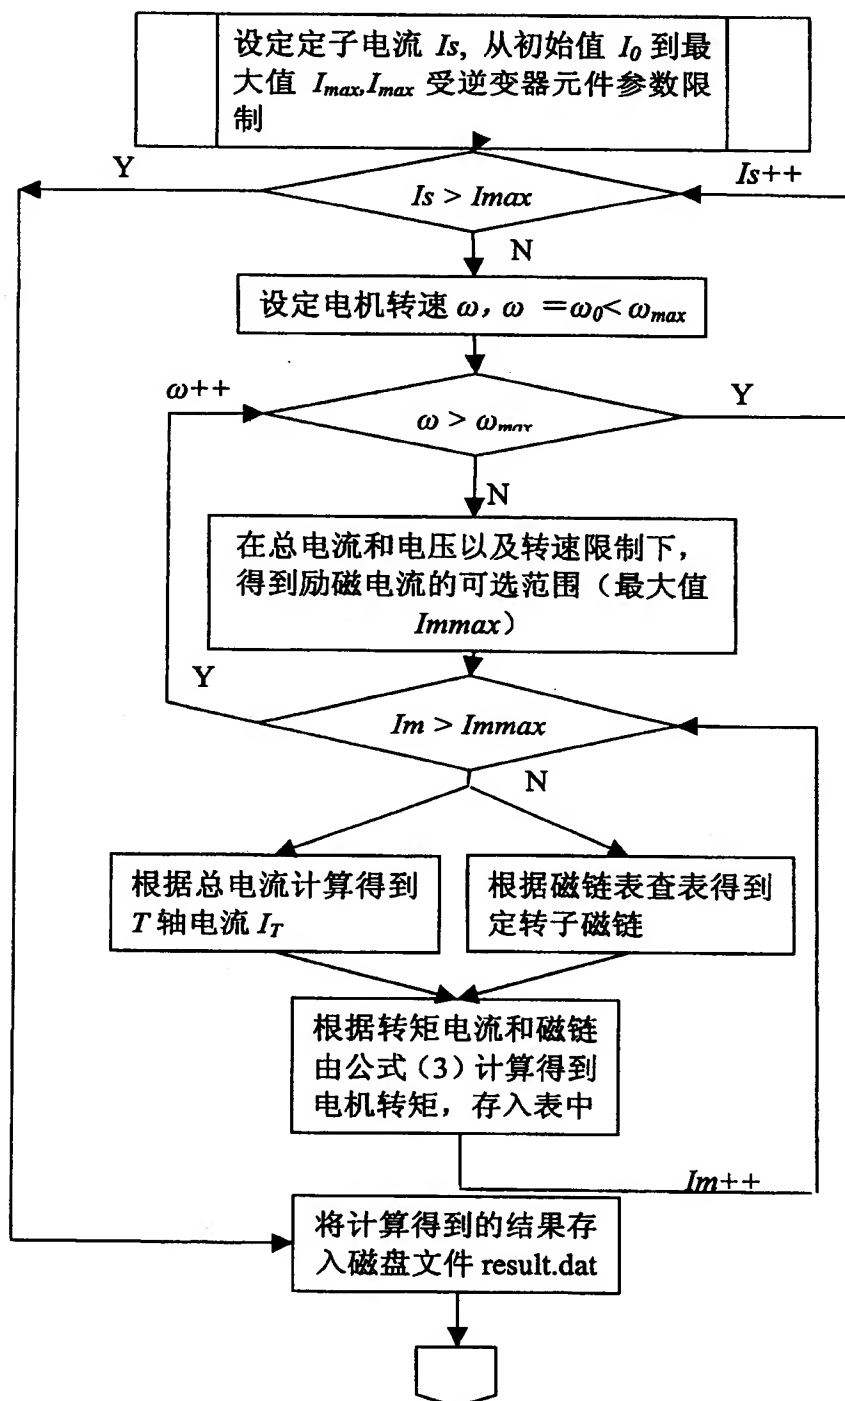 设定定子电流 Is, 从初始值 I0 到最
大值 Imax,Imax 受逆变器元件参数限
制
Y
Is > Imax
Is++
N
设定电机转速 ω，ω =ω0< ωmax
ω++
ω > ωmax
Y
N
在总电流和电压以及转速限制下，
得到励磁电流的可选范围（最大值
Immax）
Y
Im > Immax
N
根据总电流计算得到
T 轴电流 IT
根据磁链表查表得到
定转子磁链
根据转矩电流和磁链
由公式（3）计算得到
电机转矩，存入表中
Im++
将计算得到的结果存
入磁盘文件 result.dat